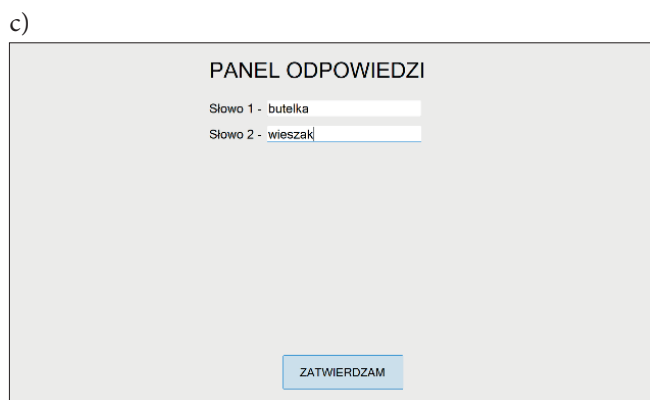 c)
PANEL ODPOWIEDZI
Słowo 1 - butelka
Słowo 2 - wieszak
ZATWIERDZAM